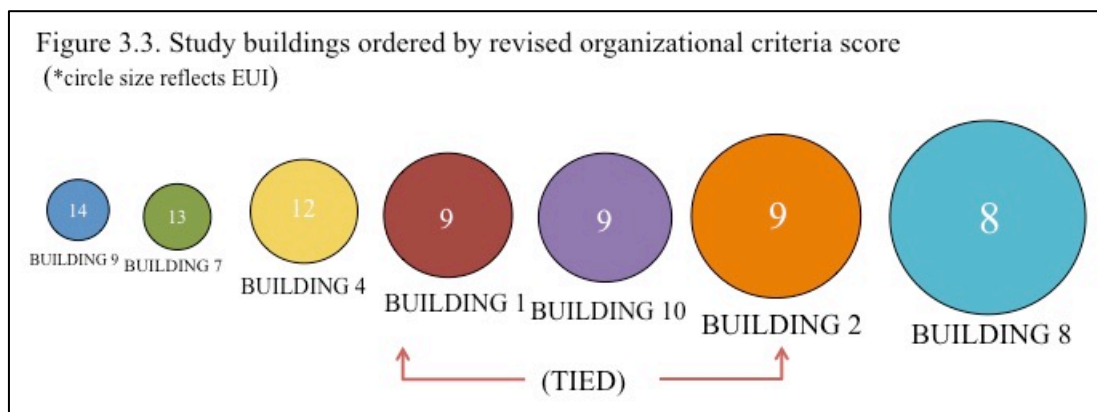 Figure 3.3. Study buildings ordered by revised organizational criteria score
(*circle size reflects EUI)
14
BUILDING 9
13
BUILDING 7
12
BUILDING 4
9
BUILDING 1
9
BUILDING 10
9
BUILDING 2
8
BUILDING 8
(TIED)